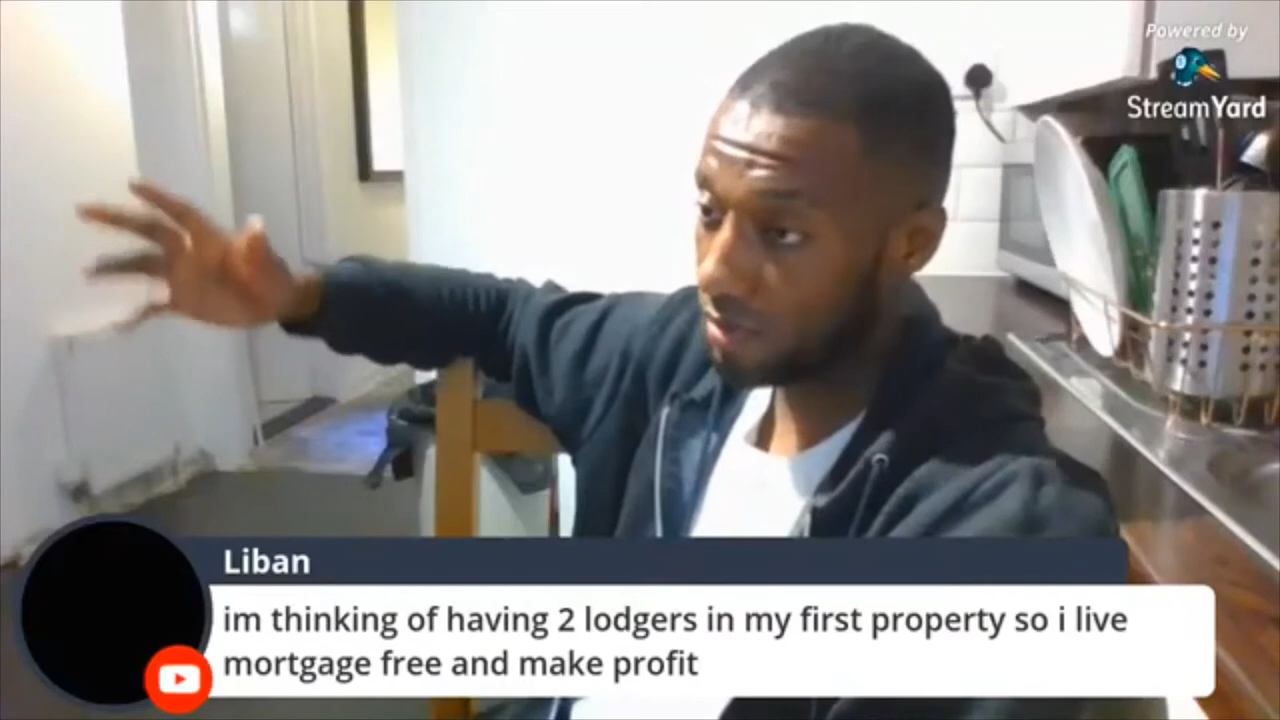 Powered by
StreamYard
Liban
im thinking of having 2 lodgers in my first property so i live
mortgage free and make profit